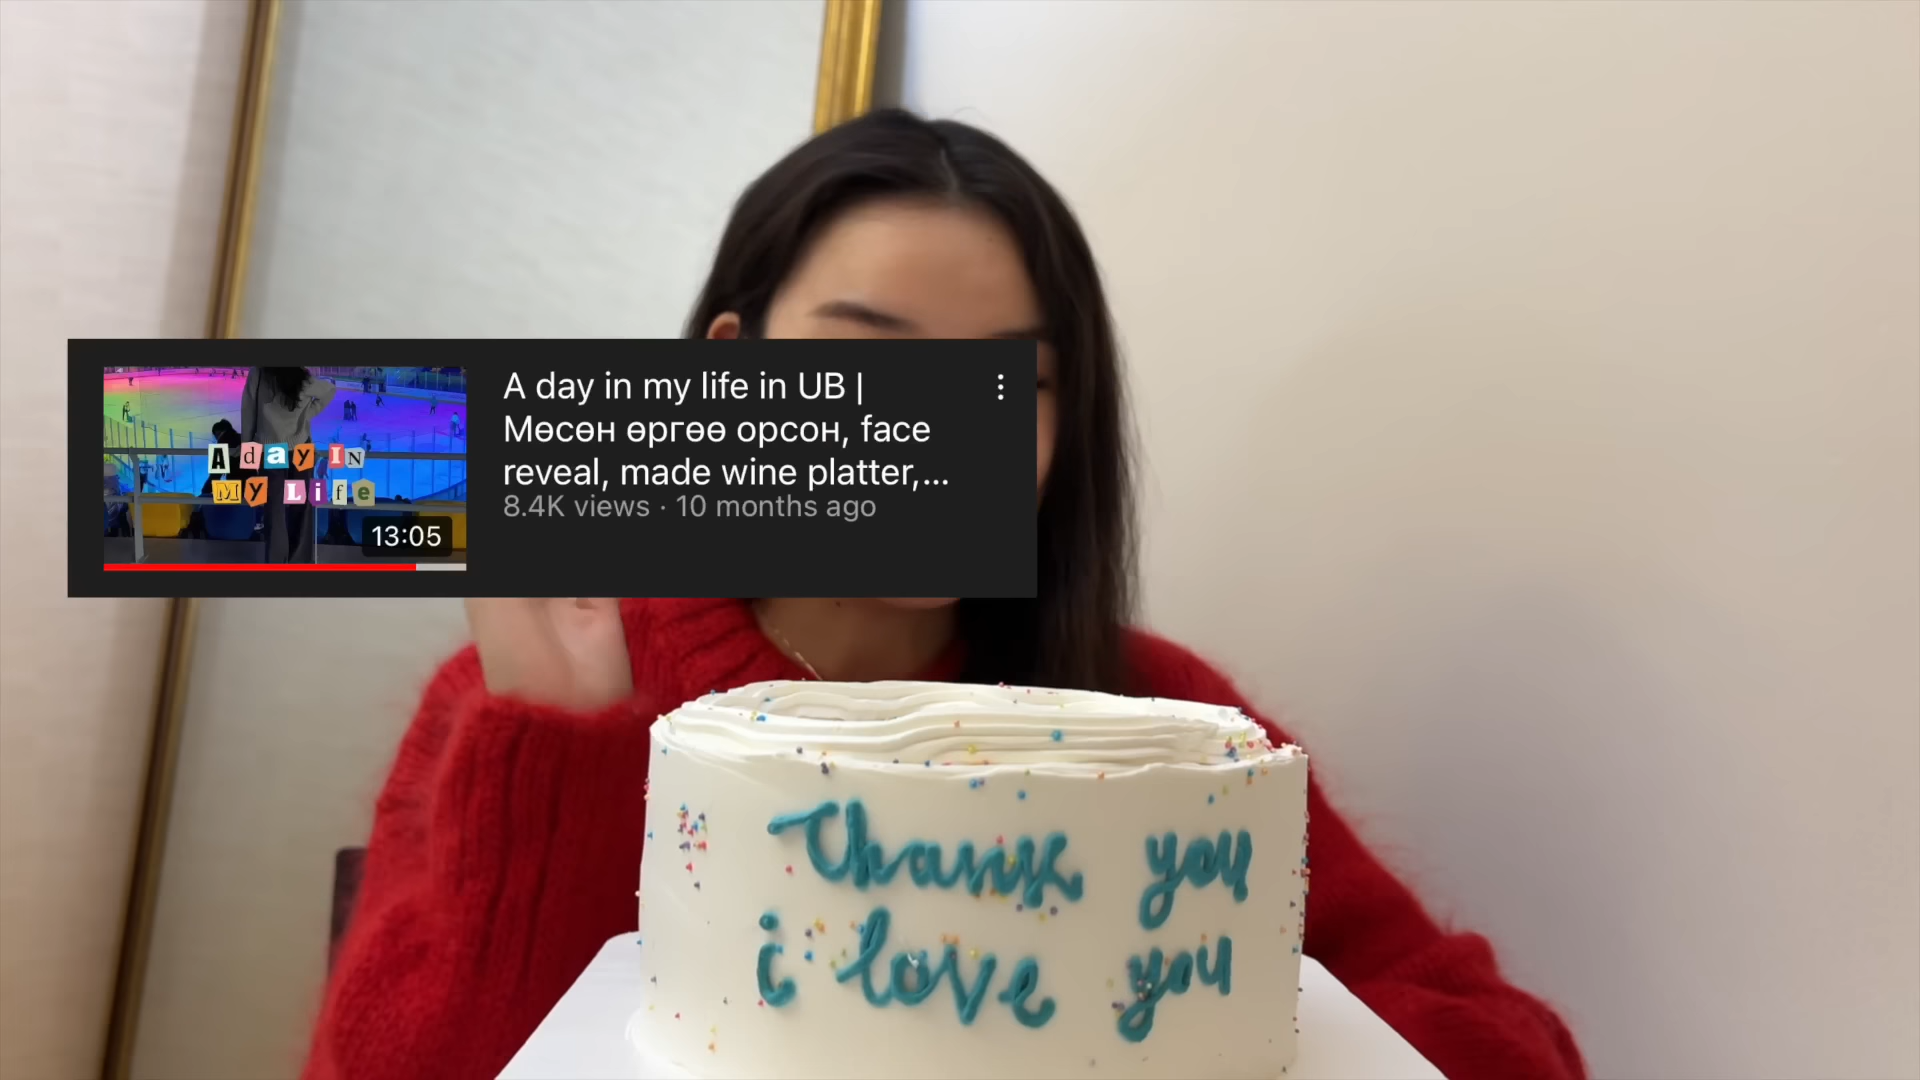 A day in my life in UB |
Мөсөн өргөө орсон, face
reveal, made wine platter,...
8.4K views · 10 months ago
A day IN
MY Life
13:05
Thank you
i love you